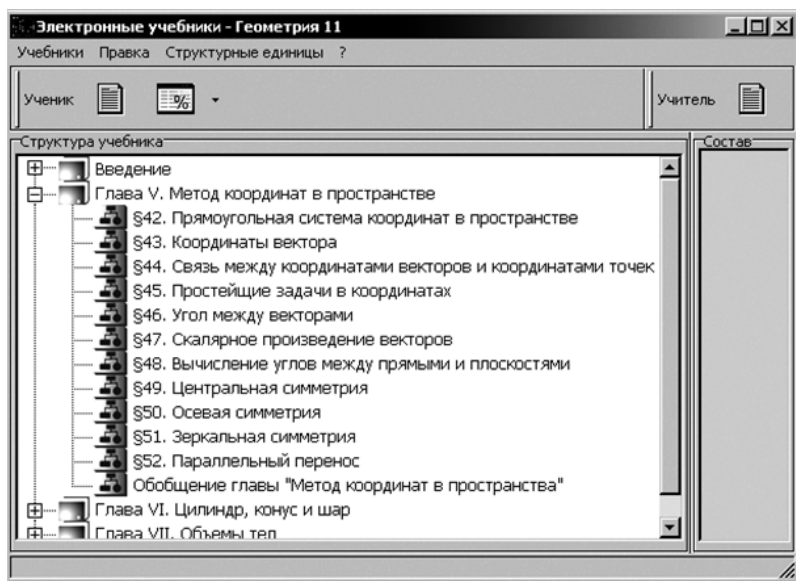 Электронные учебники - Геометрия 11
Учебники Правка Структурные единицы ?
Ученик % Учитель
Структура учебника Состав
Введение
Глава V. Метод координат в пространстве
§42. Прямоугольная система координат в пространстве
§43. Координаты вектора
§44. Связь между координатами векторов и координатами точек
§45. Простейщие задачи в координатах
§46. Угол между векторами
§47. Скалярное произведение векторов
§48. Вычисление углов между прямыми и плоскостями
§49. Центральная симметрия
§50. Осевая симметрия
§51. Зеркальная симметрия
§52. Параллельный перенос
Обобщение главы "Метод координат в пространства"
Глава VI. Цилиндр, конус и шар
Глава VII. Объемы тел